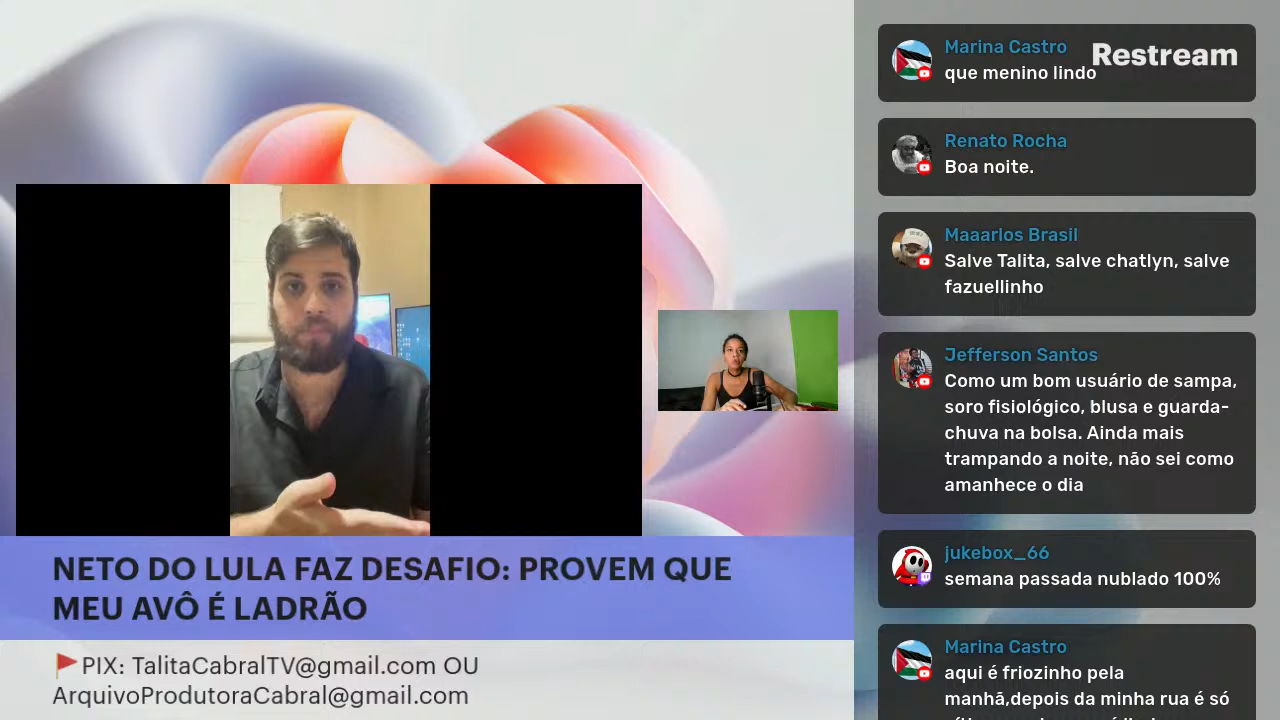 NETO DO LULA FAZ DESAFIO: PROVEM QUE
MEU AVÔ É LADRÃO
PIX: TalitaCabralTV@gmail.com OU
ArquivoProdutoraCabral@gmail.com
Restream
Marina Castro
que menino lindo
Renato Rocha
Boa noite.
Maaarlos Brasil
Salve Talita, salve chatlyn, salve
fazuellinho
Jefferson Santos
Como um bom usuário de sampa,
soro fisiológico, blusa e guarda-
chuva na bolsa. Ainda mais
trampando a noite, não sei como
amanhece o dia
jukebox_66
semana passada nublado 100%
Marina Castro
aqui é friozinho pela
manhã,depois da minha rua é só